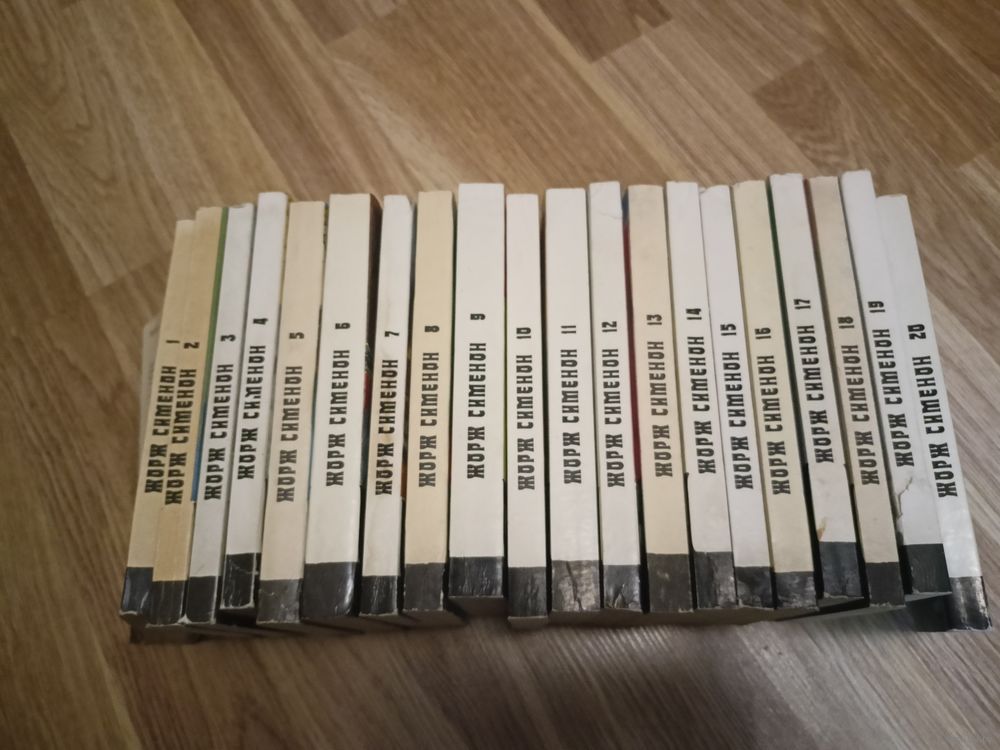 ЖОРЖ СИМЕНОН 1
ЖОРЖ СИМЕНОН 2
ЖОРЖ СИМЕНОН 3
ЖОРЖ СИМЕНОН 4
ЖОРЖ СИМЕНОН 5
ЖОРЖ СИМЕНОН 6
ЖОРЖ СИМЕНОН 7
ЖОРЖ СИМЕНОН 8
ЖОРЖ СИМЕНОН 9
ЖОРЖ СИМЕНОН 10
ЖОРЖ СИМЕНОН 11
ЖОРЖ СИМЕНОН 12
ЖОРЖ СИМЕНОН 13
ЖОРЖ СИМЕНОН 14
ЖОРЖ СИМЕНОН 15
ЖОРЖ СИМЕНОН 16
ЖОРЖ СИМЕНОН 17
ЖОРЖ СИМЕНОН 18
ЖОРЖ СИМЕНОН 19
ЖОРЖ СИМЕНОН 20